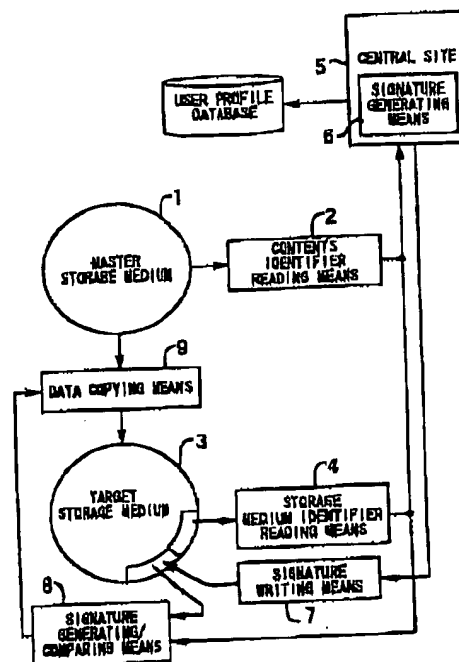 5
CENTRAL SITE
SIGNATURE
GENERATING
MEANS
6
USER PROFILE
DATABASE
1
MASTER
STORAGE MEDIUM
2
CONTENTS
IDENTIFIER
READING MEANS
9
DATA COPYING MEANS
3
TARGET
STORAGE MEDIUM
4
STORAGE
MEDIUM IDENTIFIER
READING MEANS
SIGNATURE
WRITING MEANS
7
8
SIGNATURE
GENERATING/
COMPARING MEANS